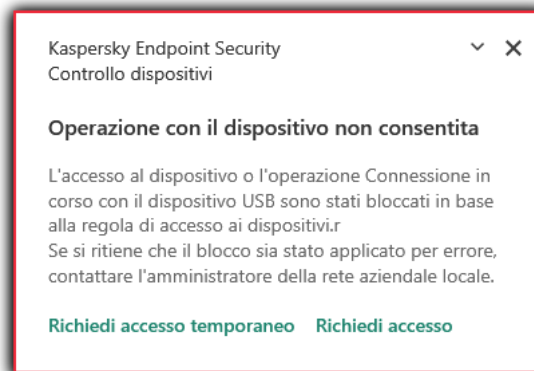 Kaspersky Endpoint Security
Controllo dispositivi
Operazione con il dispositivo non consentita
L'accesso al dispositivo o l'operazione Connessione in
corso con il dispositivo USB sono stati bloccati in base
alla regola di accesso ai dispositivi.r
Se si ritiene che il blocco sia stato applicato per errore,
contattare l'amministratore della rete aziendale locale.
Richiedi accesso temporaneo Richiedi accesso